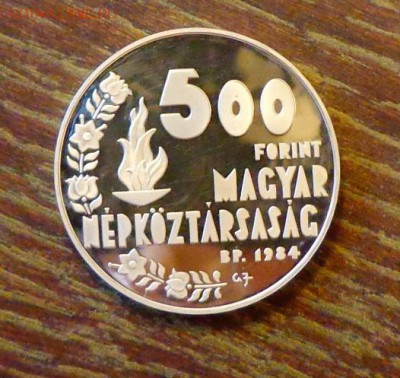 500
FORINT
MAGYAR
NÉPKÖZTÁRSASÁG
BP. 1984